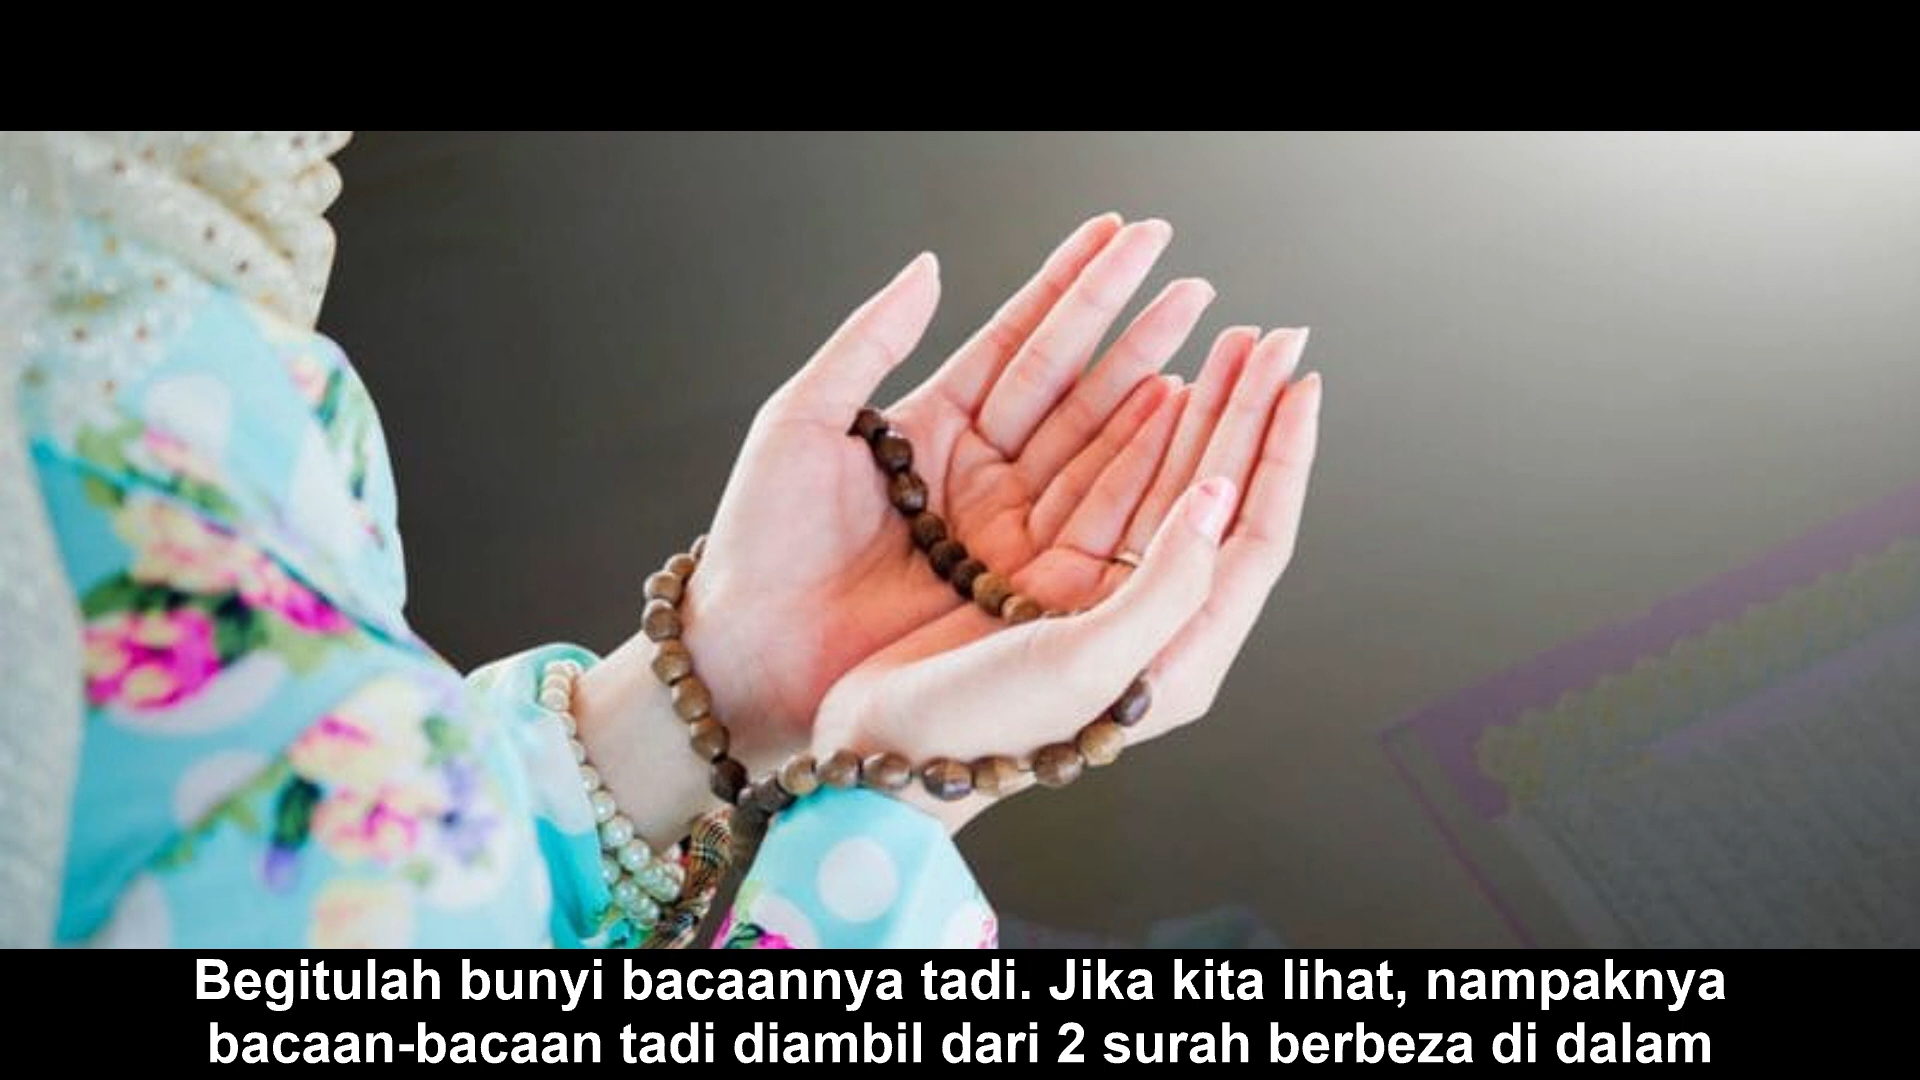 Begitulah bunyi bacaannya tadi. Jika kita lihat, nampaknya
bacaan-bacaan tadi diambil dari 2 surah berbeza di dalam